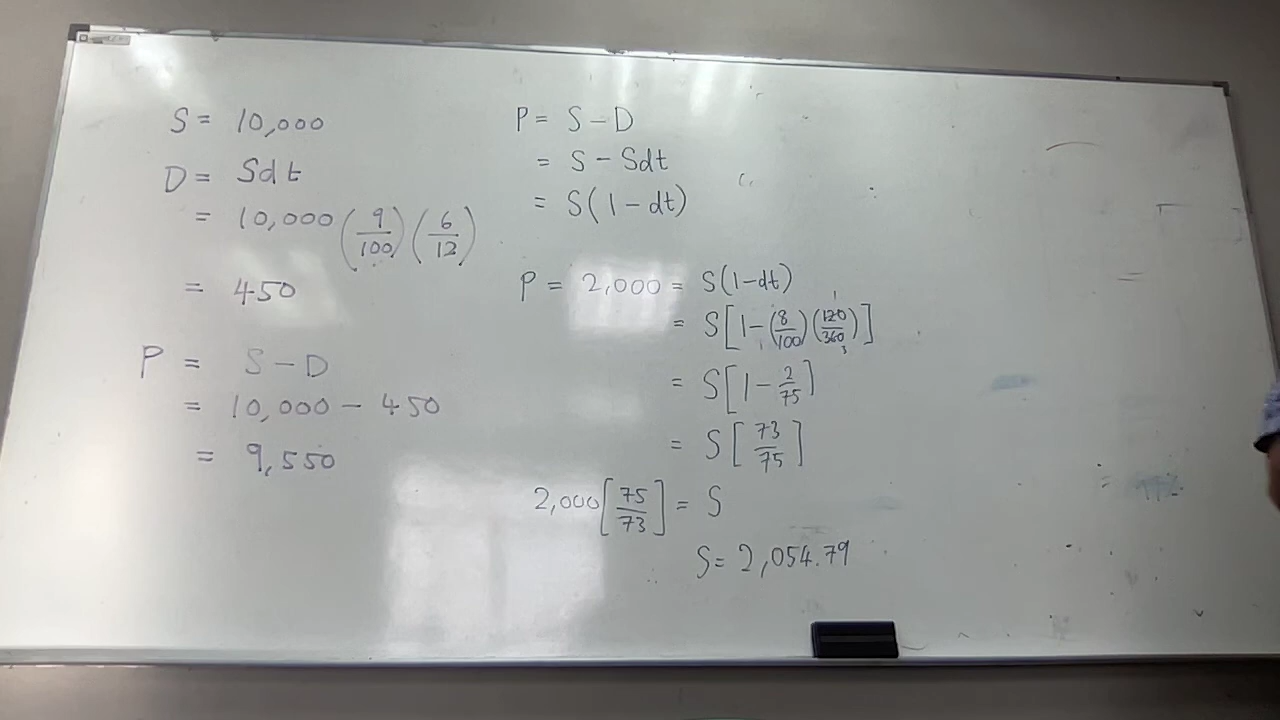 S = 10,000
D = Sdt
= 10,000 (9/100) (6/12)
= 450
P = S - D
= 10,000 - 450
= 9,550
P = S - D
= S - Sdt
= S(1 - dt)
P = 2,000 = S(1-dt)
= S[1-(8/100)(120/360)]
1
3
= S[1 - 2/75]
= S[73/75]
2,000[75/73] = S
S = 2,054.79